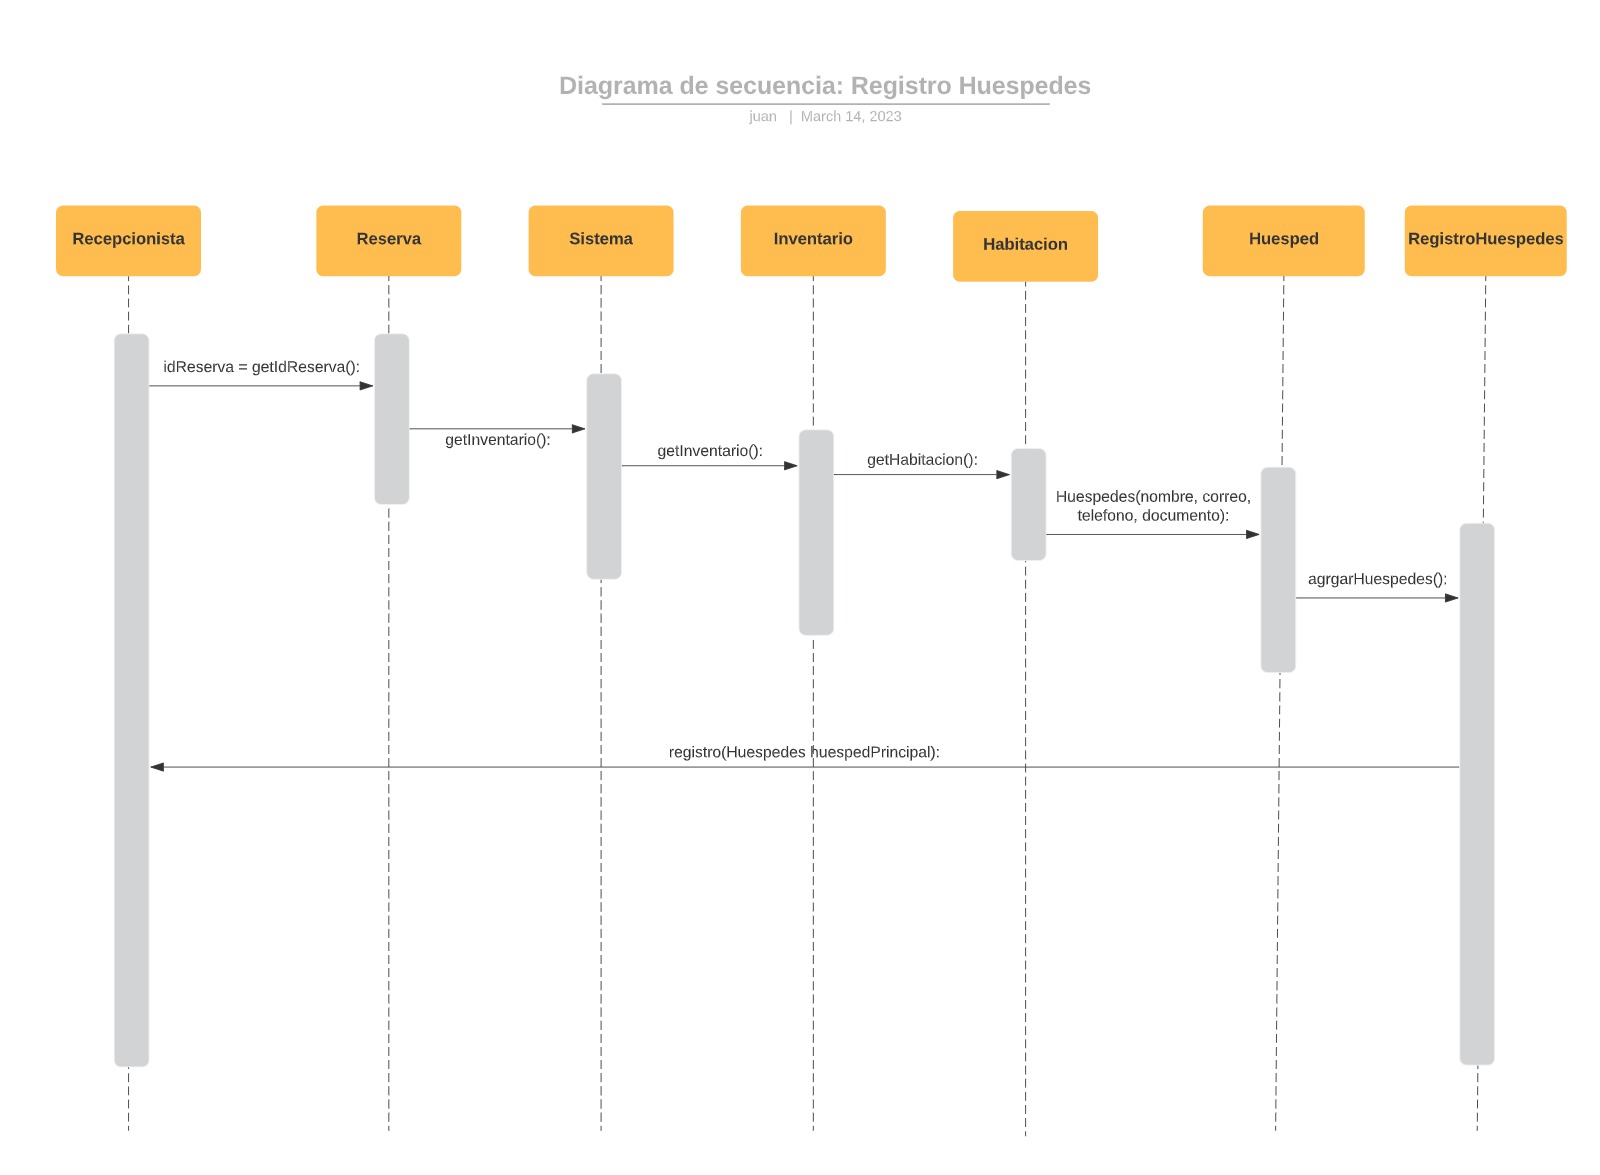 Diagrama de secuencia: Registro Huespedes
juan | March 14, 2023
Recepcionista
Reserva
Sistema
Inventario
Habitacion
Huesped
RegistroHuespedes
idReserva = getIdReserva():
getInventario():
getInventario():
getHabitacion():
Huespedes(nombre, correo,
telefono, documento):
agrgarHuespedes():
registro(Huespedes huespedPrincipal):